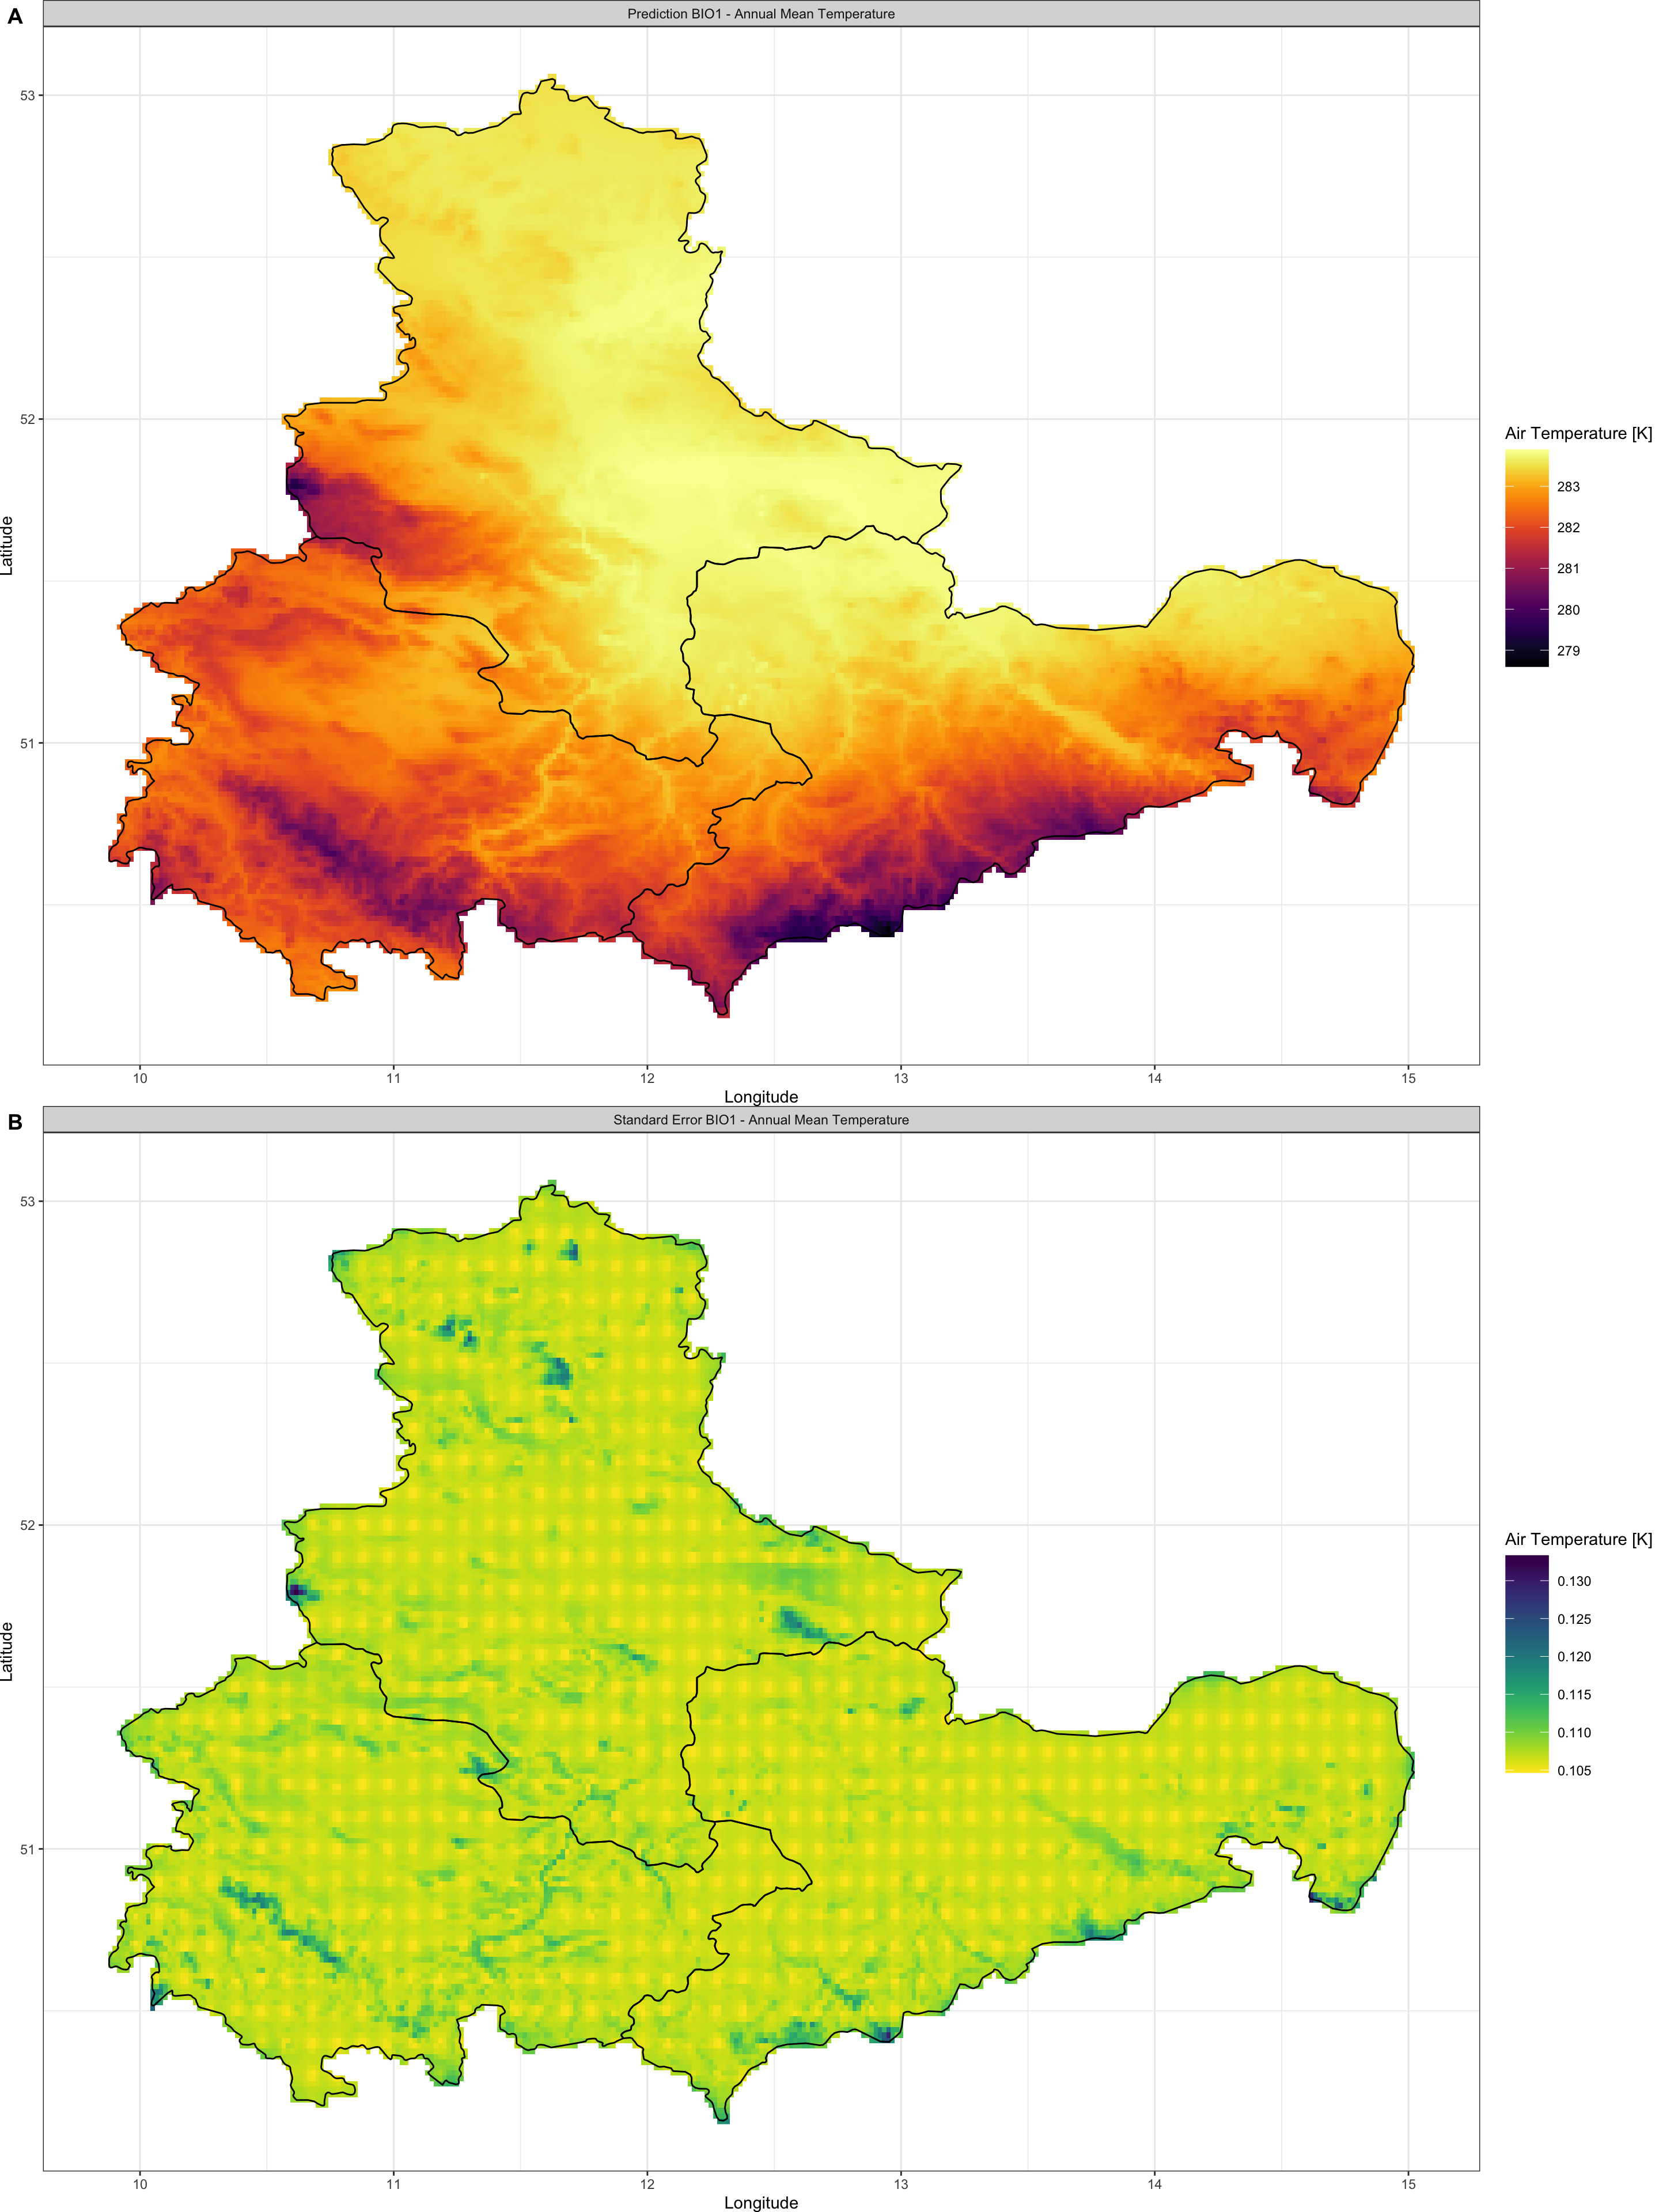 A
Prediction BIO1 - Annual Mean Temperature
53
52
51
Latitude
10 11 12 13 14 15
Longitude
Air Temperature [K]
283
282
281
280
279
B
Standard Error BIO1 - Annual Mean Temperature
53
52
51
Latitude
10 11 12 13 14 15
Longitude
Air Temperature [K]
0.130
0.125
0.120
0.115
0.110
0.105